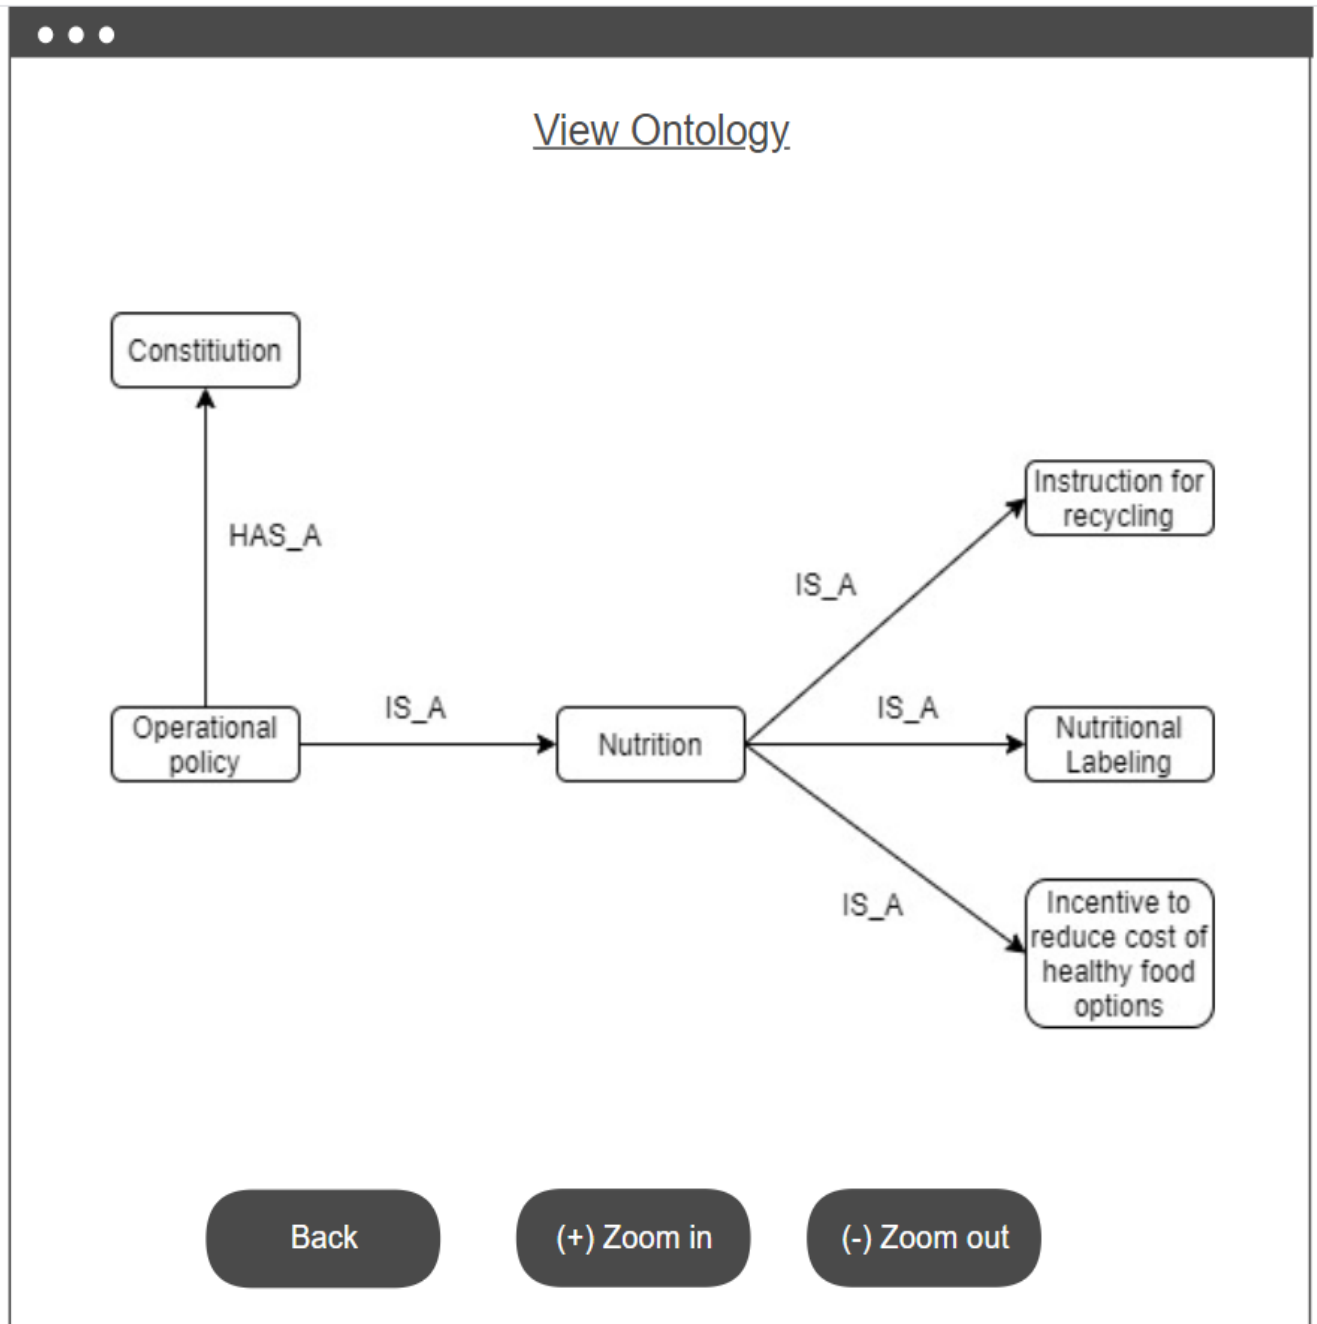 View Ontology
Constitiution
HAS_A
Instruction for
recycling
IS_A
Operational
policy
IS_A
Nutrition
IS_A
Nutritional
Labeling
IS_A
Incentive to
reduce cost of
healthy food
options
Back
(+) Zoom in
(-) Zoom out